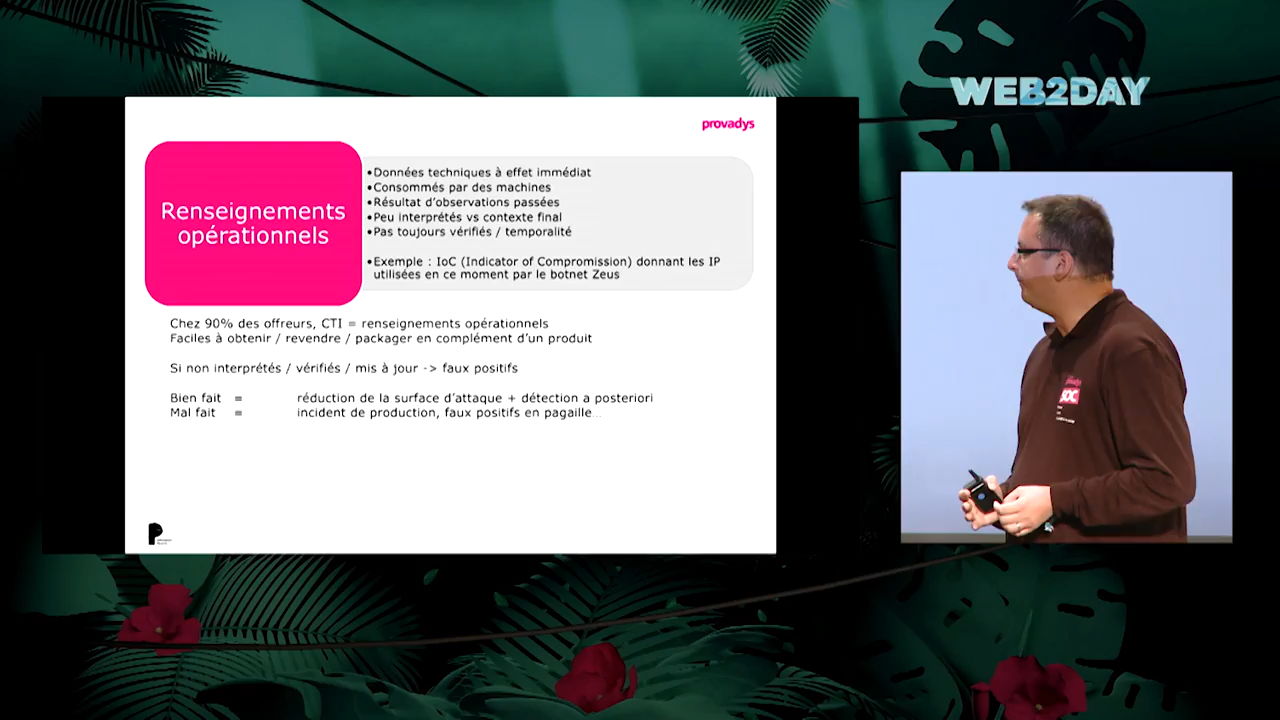 WEB2DAY
provadys
Renseignements
opérationnels
•Données techniques à effet immédiat
•Consommés par des machines
•Résultat d'observations passées
•Peu interprétés vs contexte final
•Pas toujours vérifiés / temporalité
•Exemple : IoC (Indicator of Compromission) donnant les IP
utilisées en ce moment par le botnet Zeus
Chez 90% des offreurs, CTI = renseignements opérationnels
Faciles à obtenir / revendre / packager en complément d'un produit
Si non interprétés / vérifiés / mis à jour -> faux positifs
Bien fait = réduction de la surface d'attaque + détection a posteriori
Mal fait = incident de production, faux positifs en pagaille...
provadys
SOC